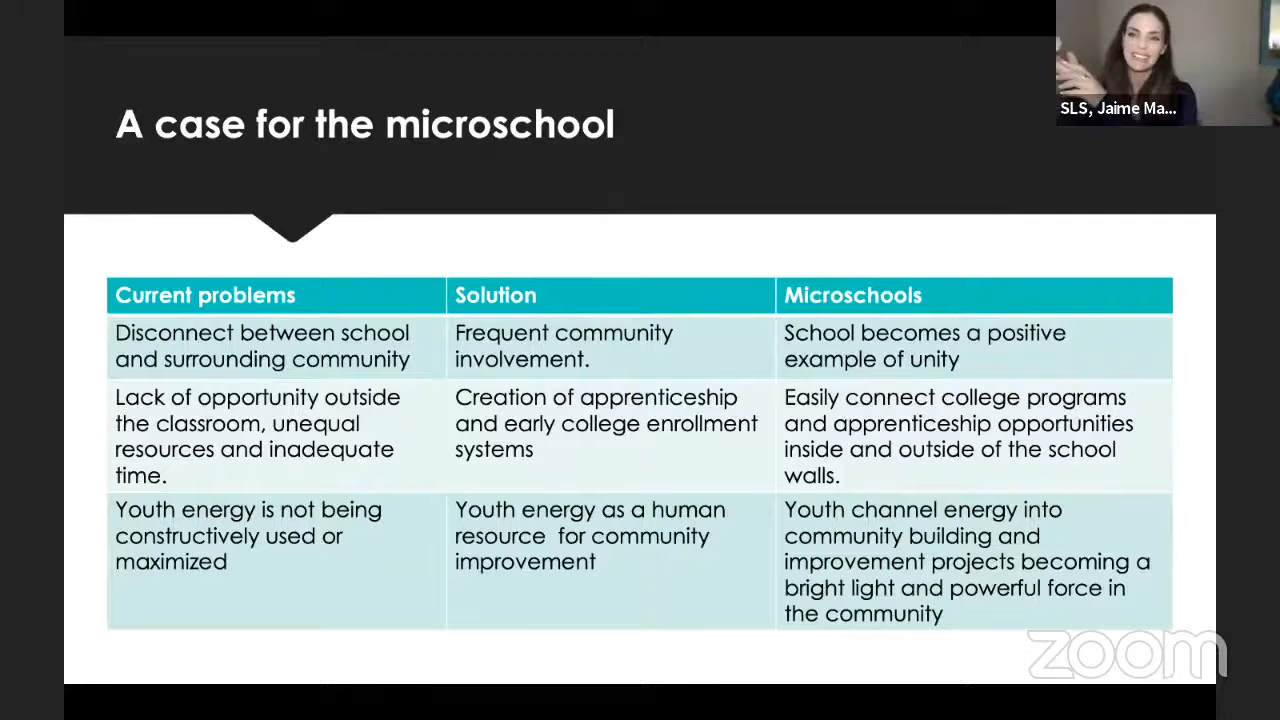 A case for the microschool
SLS, Jaime Ma...
Current problems
Solution
Microschools
Disconnect between school
and surrounding community
Frequent community
involvement.
School becomes a positive
example of unity
Lack of opportunity outside
the classroom, unequal
resources and inadequate
time.
Creation of apprenticeship
and early college enrollment
systems
Easily connect college programs
and apprenticeship opportunities
inside and outside of the school
walls.
Youth energy is not being
constructively used or
maximized
Youth energy as a human
resource  for community
improvement
Youth channel energy into
community building and
improvement projects becoming a
bright light and powerful force in
the community
zoom